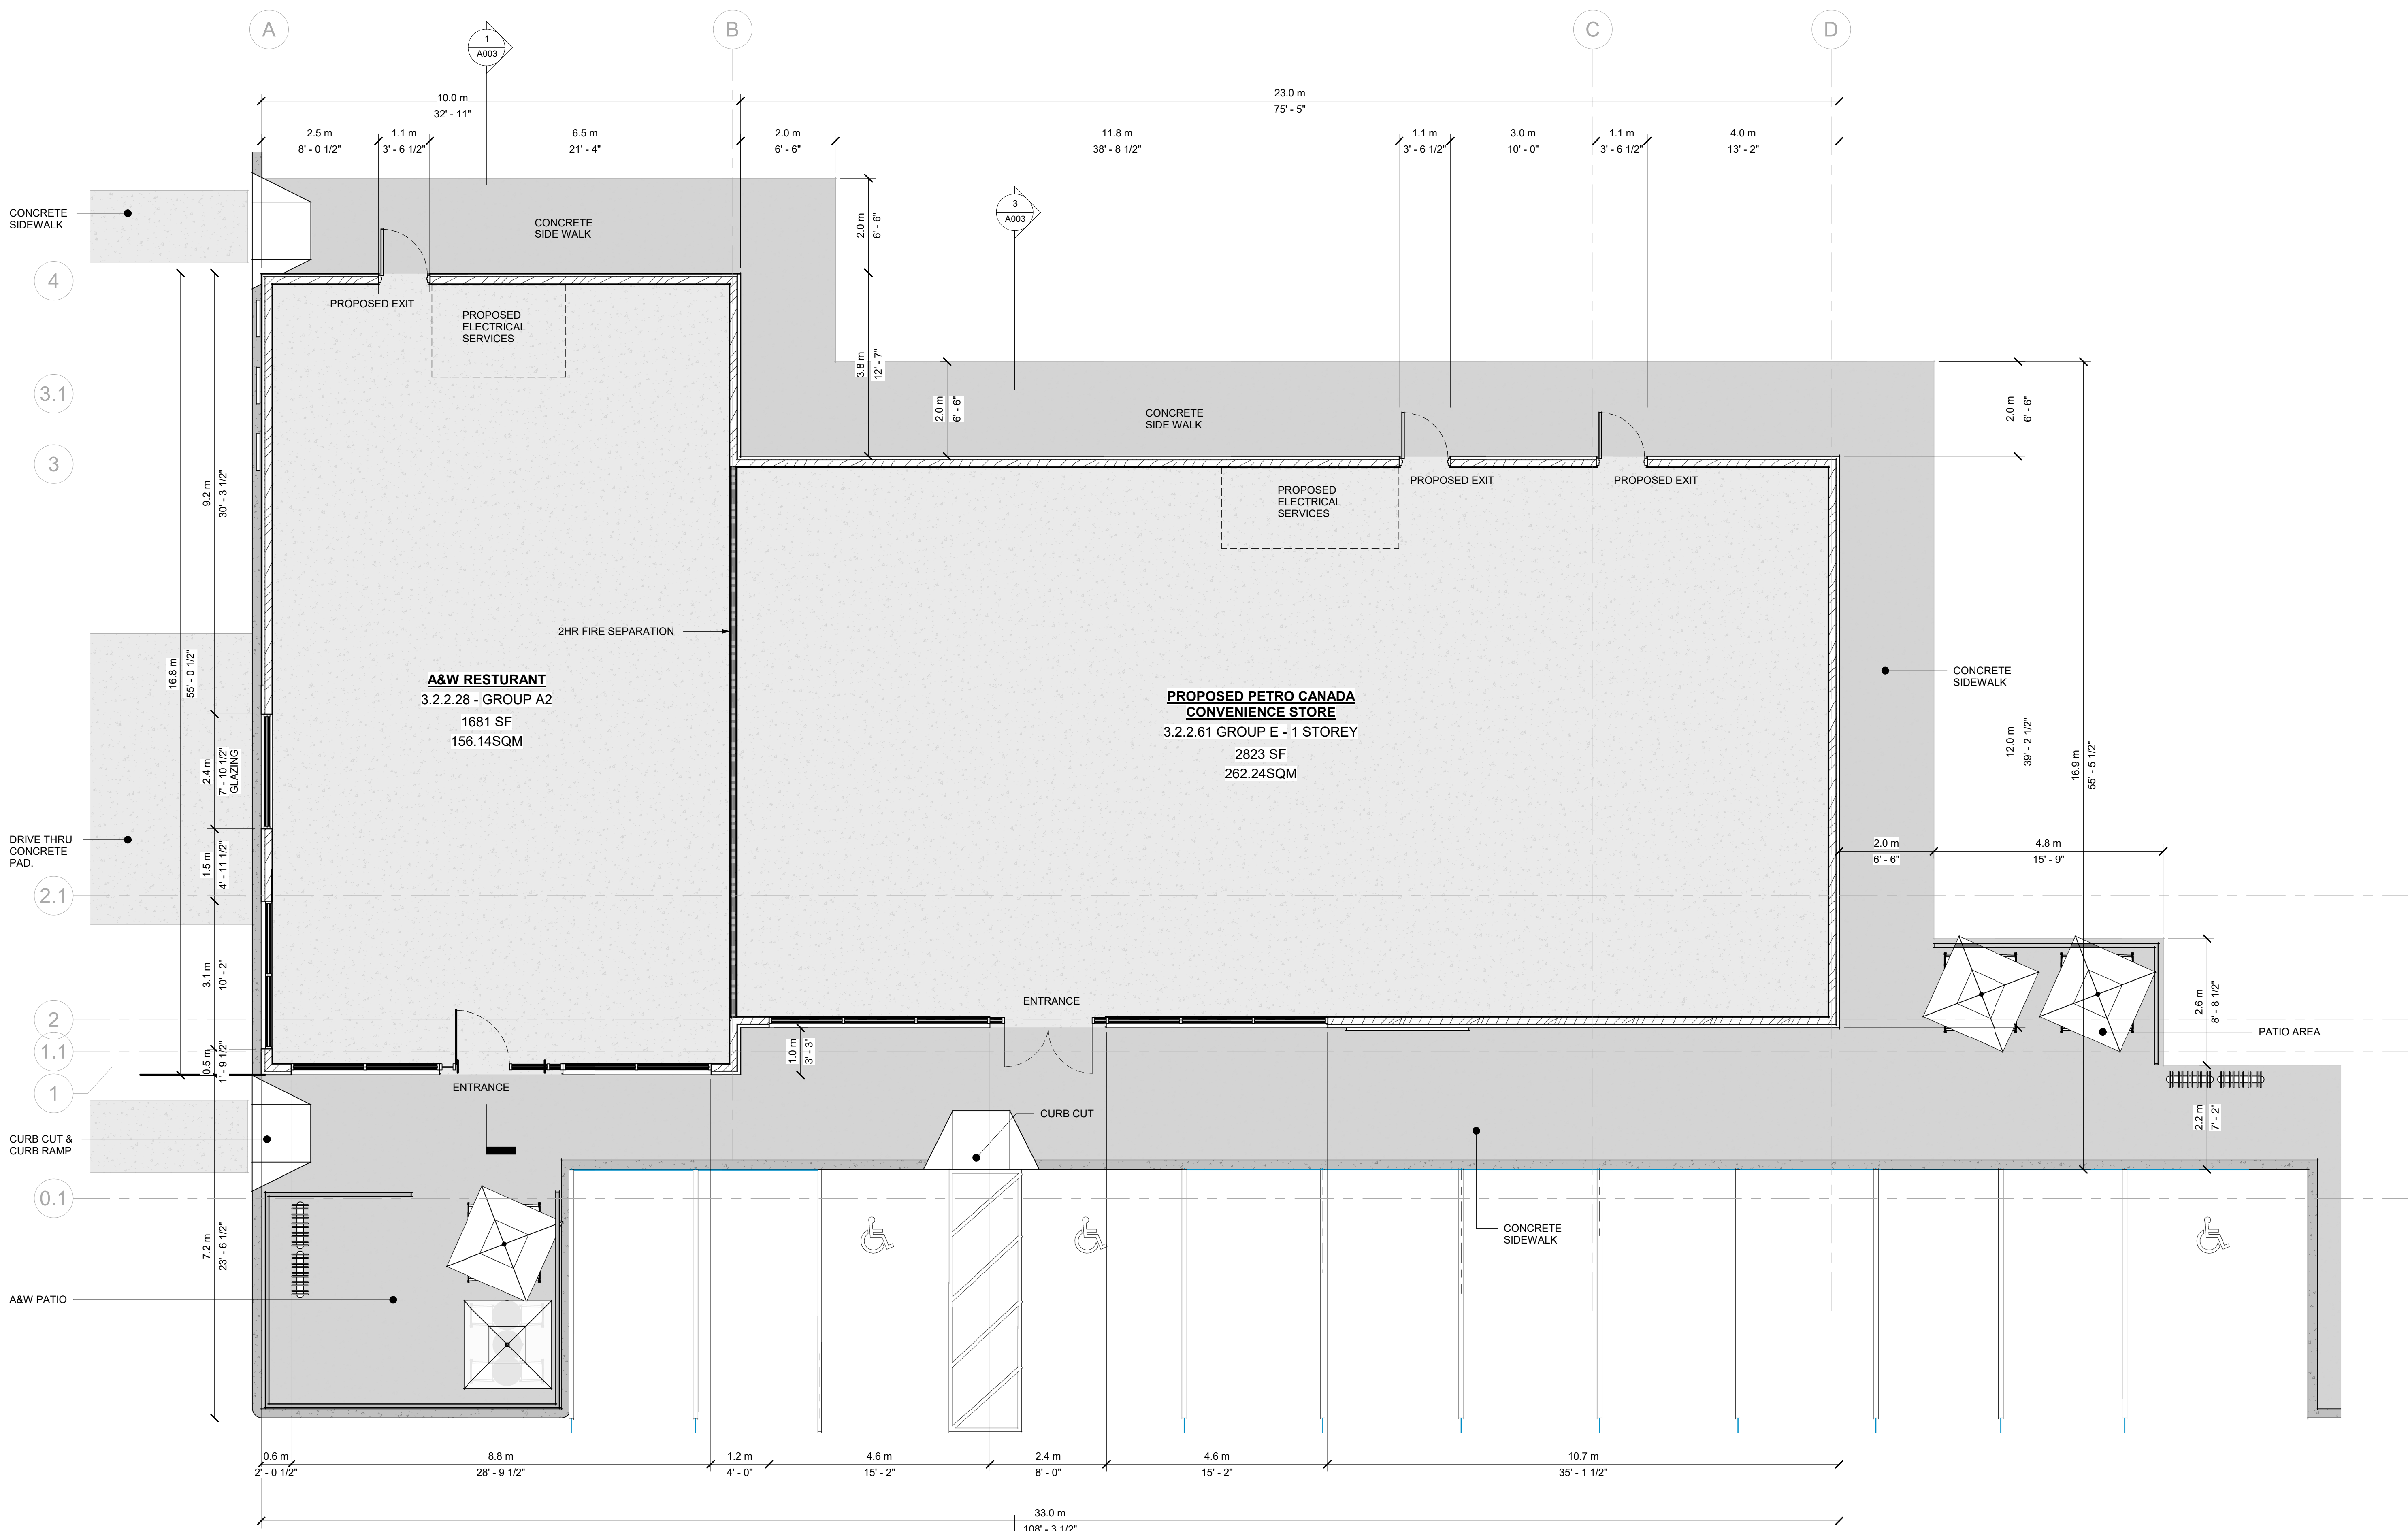 A
B
C
D
1
A003
10.0 m
32' - 11"
23.0 m
75' - 5"
2.5 m
8' - 0 1/2"
1.1 m
3' - 6 1/2"
6.5 m
21' - 4"
2.0 m
6' - 6"
11.8 m
38' - 8 1/2"
1.1 m
3' - 6 1/2"
3.0 m
10' - 0"
1.1 m
3' - 6 1/2"
4.0 m
13' - 2"
CONCRETE
SIDEWALK
CONCRETE
SIDE WALK
2.0 m
6' - 6"
3
A003
4
PROPOSED EXIT
PROPOSED
ELECTRICAL
SERVICES
3.8 m
12' - 7"
3.1
2.0 m
6' - 6"
CONCRETE
SIDE WALK
2.0 m
6' - 6"
3
9.2 m
30' - 3 1/2"
PROPOSED
ELECTRICAL
SERVICES
PROPOSED EXIT
PROPOSED EXIT
2HR FIRE SEPARATION
16.8 m
55' - 0 1/2"
A&W RESTURANT
3.2.2.28 - GROUP A2
1681 SF
156.14SQM
PROPOSED PETRO CANADA
CONVENIENCE STORE
3.2.2.61 GROUP E - 1 STOREY
2823 SF
262.24SQM
CONCRETE
SIDEWALK
12.0 m
39' - 2 1/2"
16.9 m
55' - 5 1/2"
2.4 m
7' - 10 1/2"
GLAZING
DRIVE THRU
CONCRETE
PAD.
1.5 m
4' - 11 1/2"
2.0 m
6' - 6"
4.8 m
15' - 9"
2.1
3.1 m
10' - 2"
2
1.1
1
0.5 m
1' - 9 1/2"
ENTRANCE
1.0 m
3' - 3"
ENTRANCE
2.6 m
8' - 8 1/2"
PATIO AREA
CURB CUT
2.2 m
7' - 2"
CURB CUT &
CURB RAMP
0.1
7.2 m
23' - 6 1/2"
CONCRETE
SIDEWALK
A&W PATIO
0.6 m
2' - 0 1/2"
8.8 m
28' - 9 1/2"
1.2 m
4' - 0"
4.6 m
15' - 2"
2.4 m
8' - 0"
4.6 m
15' - 2"
10.7 m
35' - 1 1/2"
33.0 m
108' - 3 1/2"